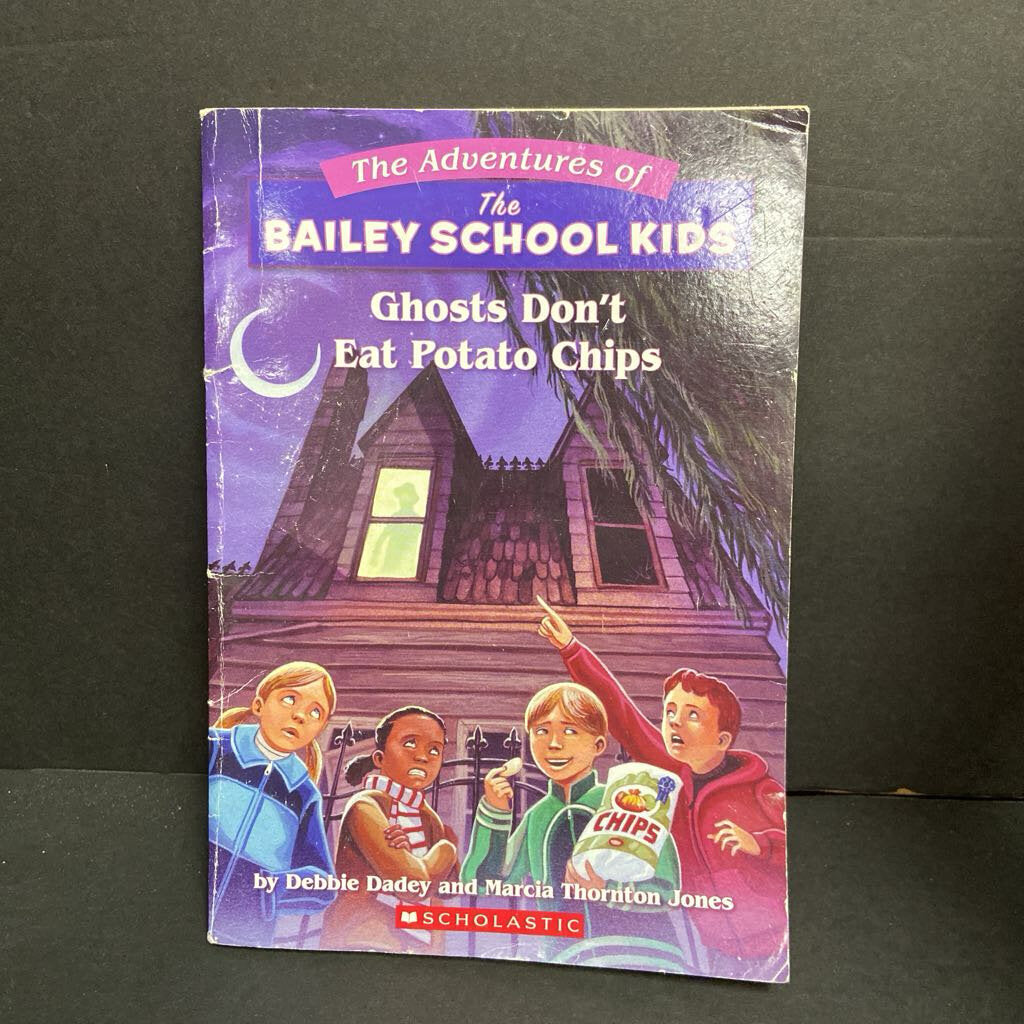 The Adventures of
The
BAILEY SCHOOL KIDS
Ghosts Don't
Eat Potato Chips
CHIPS
by Debbie Dadey and Marcia Thornton Jones
SCHOLASTIC